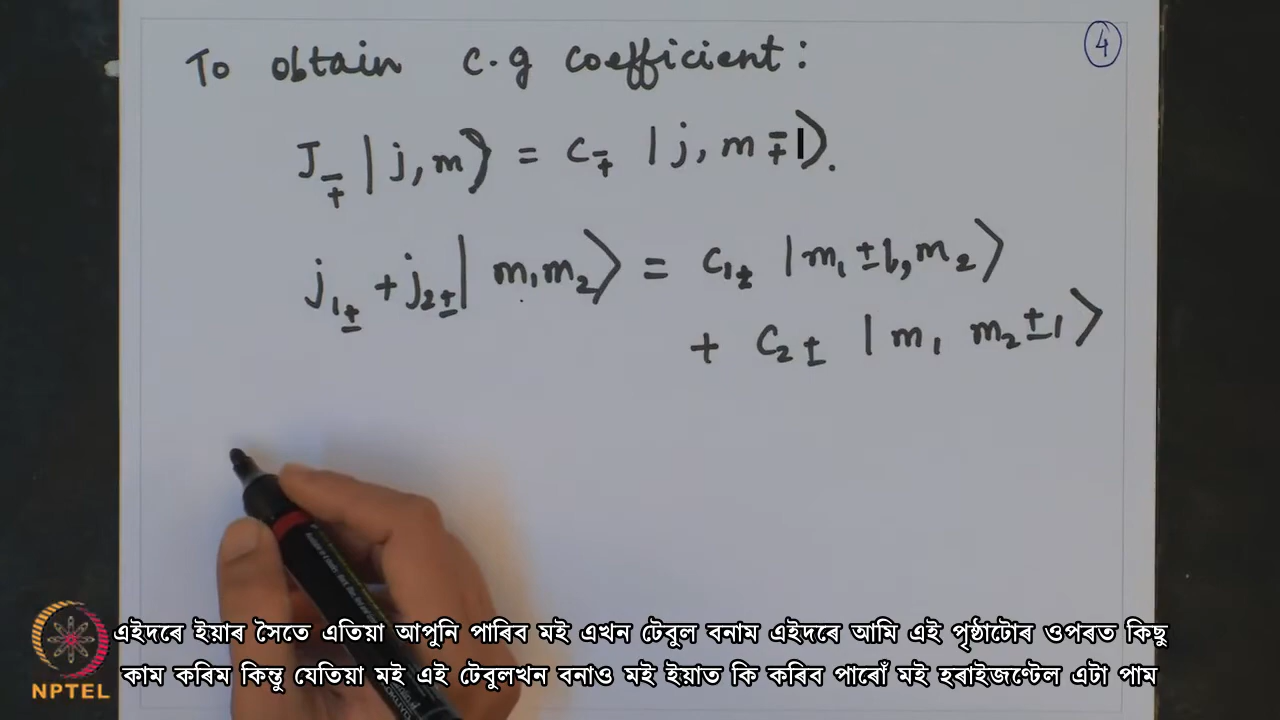 To obtain c.g coefficient:
4
J∓ | j, m⟩ = C∓ | j, m ∓1⟩.
j1± + j2± | m1 m2⟩ = C1± | m1 ±1, m2⟩
+ C2± | m1 m2 ±1⟩
এইদৰে ইয়াৰ সৈতে এতিয়া আপুনি পাৰিব মই এখন টেবুল বনাম এইদৰে আমি এই পৃষ্ঠাটোৰ ওপৰত কিছু
কাম কৰিম কিন্তু যেতিয়া মই এই টেবুলখন বনাও মই ইয়াত কি কৰিব পাৰোঁ মই হৰাইজণ্টেল এটা পাম
NPTEL